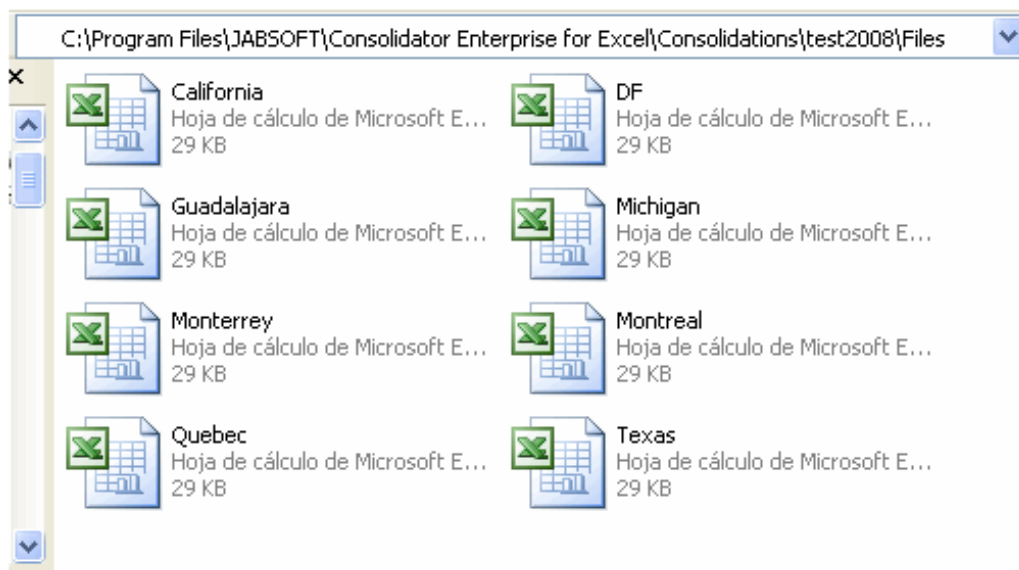 C:\Program Files\JABSOFT\Consolidator Enterprise for Excel\Consolidations\test2008\Files
California
Hoja de cálculo de Microsoft E...
29 KB
DF
Hoja de cálculo de Microsoft E...
29 KB
Guadalajara
Hoja de cálculo de Microsoft E...
29 KB
Michigan
Hoja de cálculo de Microsoft E...
29 KB
Monterrey
Hoja de cálculo de Microsoft E...
29 KB
Montreal
Hoja de cálculo de Microsoft E...
29 KB
Quebec
Hoja de cálculo de Microsoft E...
29 KB
Texas
Hoja de cálculo de Microsoft E...
29 KB